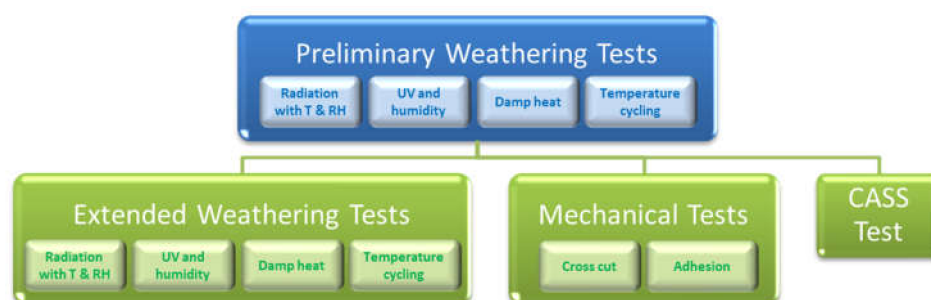 Preliminary Weathering Tests
Radiation
with T & RH
UV and
humidity
Damp heat
Temperature
cycling
Extended Weathering Tests
Radiation
with T & RH
UV and
humidity
Damp heat
Temperature
cycling
Mechanical Tests
Cross cut
Adhesion
CASS
Test